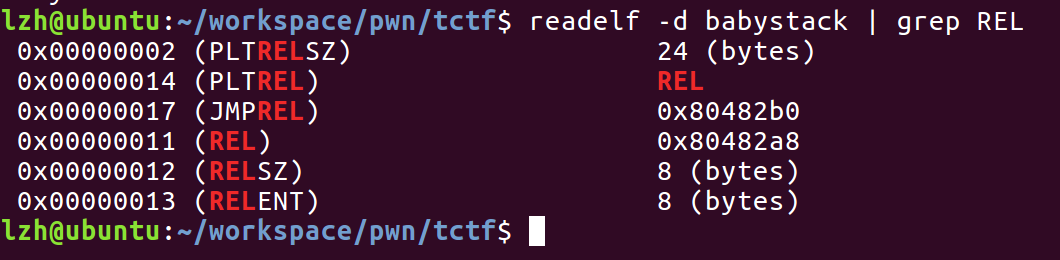 lzh@ubuntu:~/workspace/pwn/tctf$ readelf -d babystack | grep REL
0x00000002 (PLTRELSZ) 24 (bytes)
0x00000014 (PLTREL) REL
0x00000017 (JMPREL) 0x80482b0
0x00000011 (REL) 0x80482a8
0x00000012 (RELSZ) 8 (bytes)
0x00000013 (RELENT) 8 (bytes)
lzh@ubuntu:~/workspace/pwn/tctf$